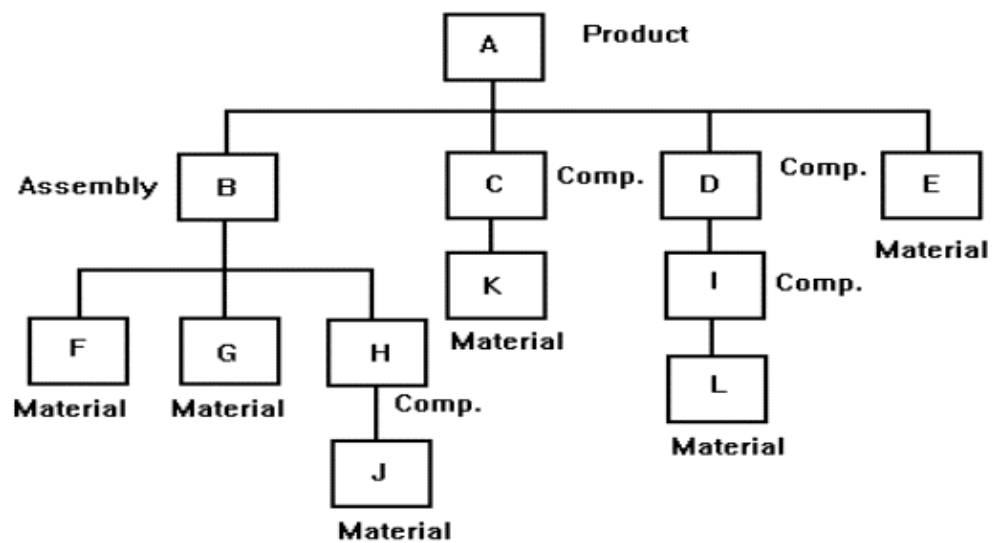 A
Product
Assembly
B
C
Comp.
D
Comp.
E
Material
K
Material
I
Comp.
F
Material
G
Material
H
Comp.
L
Material
J
Material